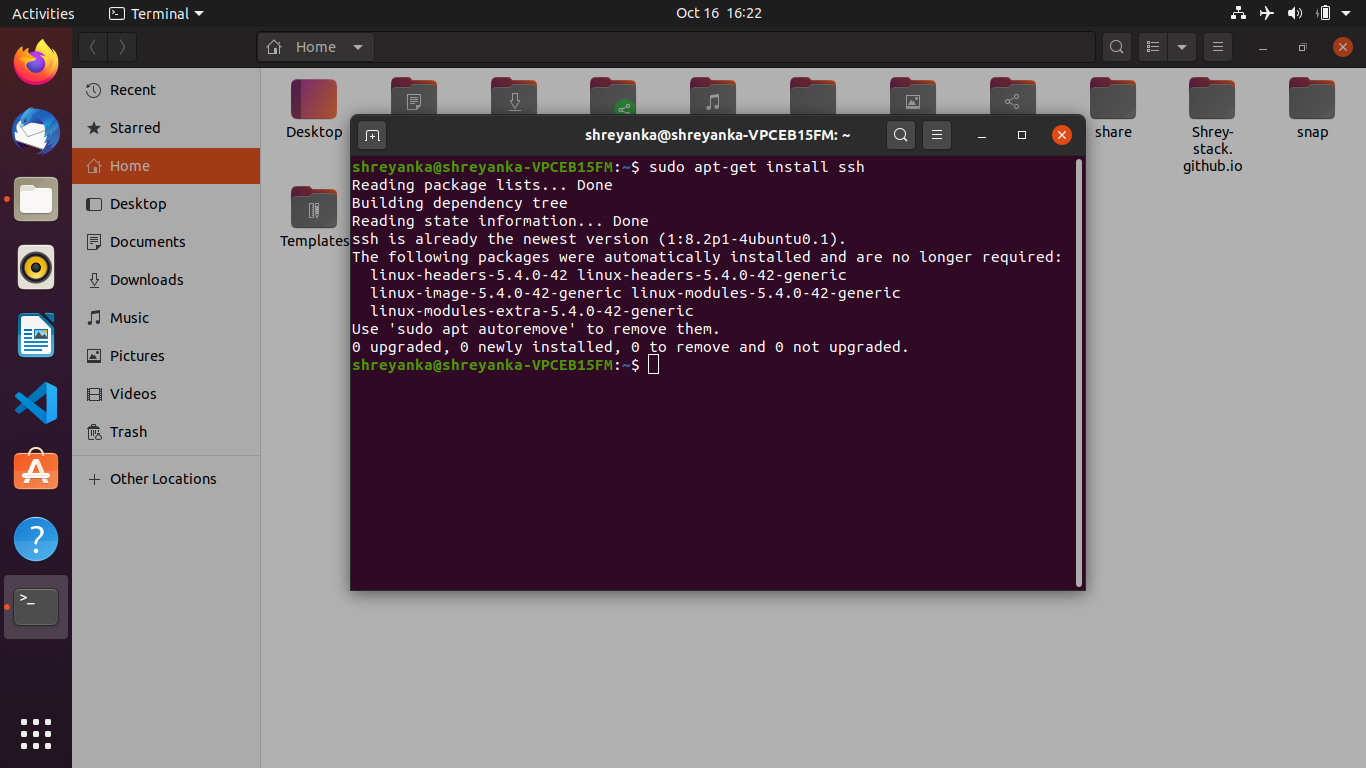 Activities
Terminal
Oct 16 16:22
Home
Recent
Starred
Home
Desktop
Documents
Downloads
Music
Pictures
Videos
Trash
Other Locations
Desktop
share
Shrey-
stack.
github.io
snap
Templates
shreyanka@shreyanka-VPCEB15FM: ~
shreyanka@shreyanka-VPCEB15FM:~$ sudo apt-get install ssh
Reading package lists... Done
Building dependency tree
Reading state information... Done
ssh is already the newest version (1:8.2p1-4ubuntu0.1).
The following packages were automatically installed and are no longer required:
  linux-headers-5.4.0-42 linux-headers-5.4.0-42-generic
  linux-image-5.4.0-42-generic linux-modules-5.4.0-42-generic
  linux-modules-extra-5.4.0-42-generic
Use 'sudo apt autoremove' to remove them.
0 upgraded, 0 newly installed, 0 to remove and 0 not upgraded.
shreyanka@shreyanka-VPCEB15FM:~$